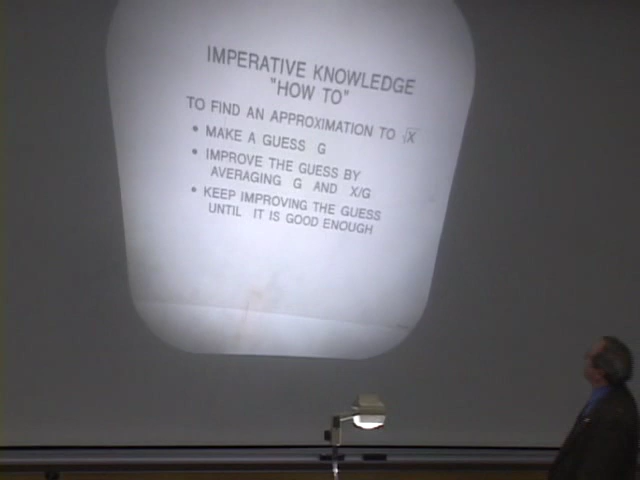 IMPERATIVE KNOWLEDGE
"HOW TO"
TO FIND AN APPROXIMATION TO √X
• MAKE A GUESS G
• IMPROVE THE GUESS BY
AVERAGING G AND X/G
• KEEP IMPROVING THE GUESS
UNTIL IT IS GOOD ENOUGH